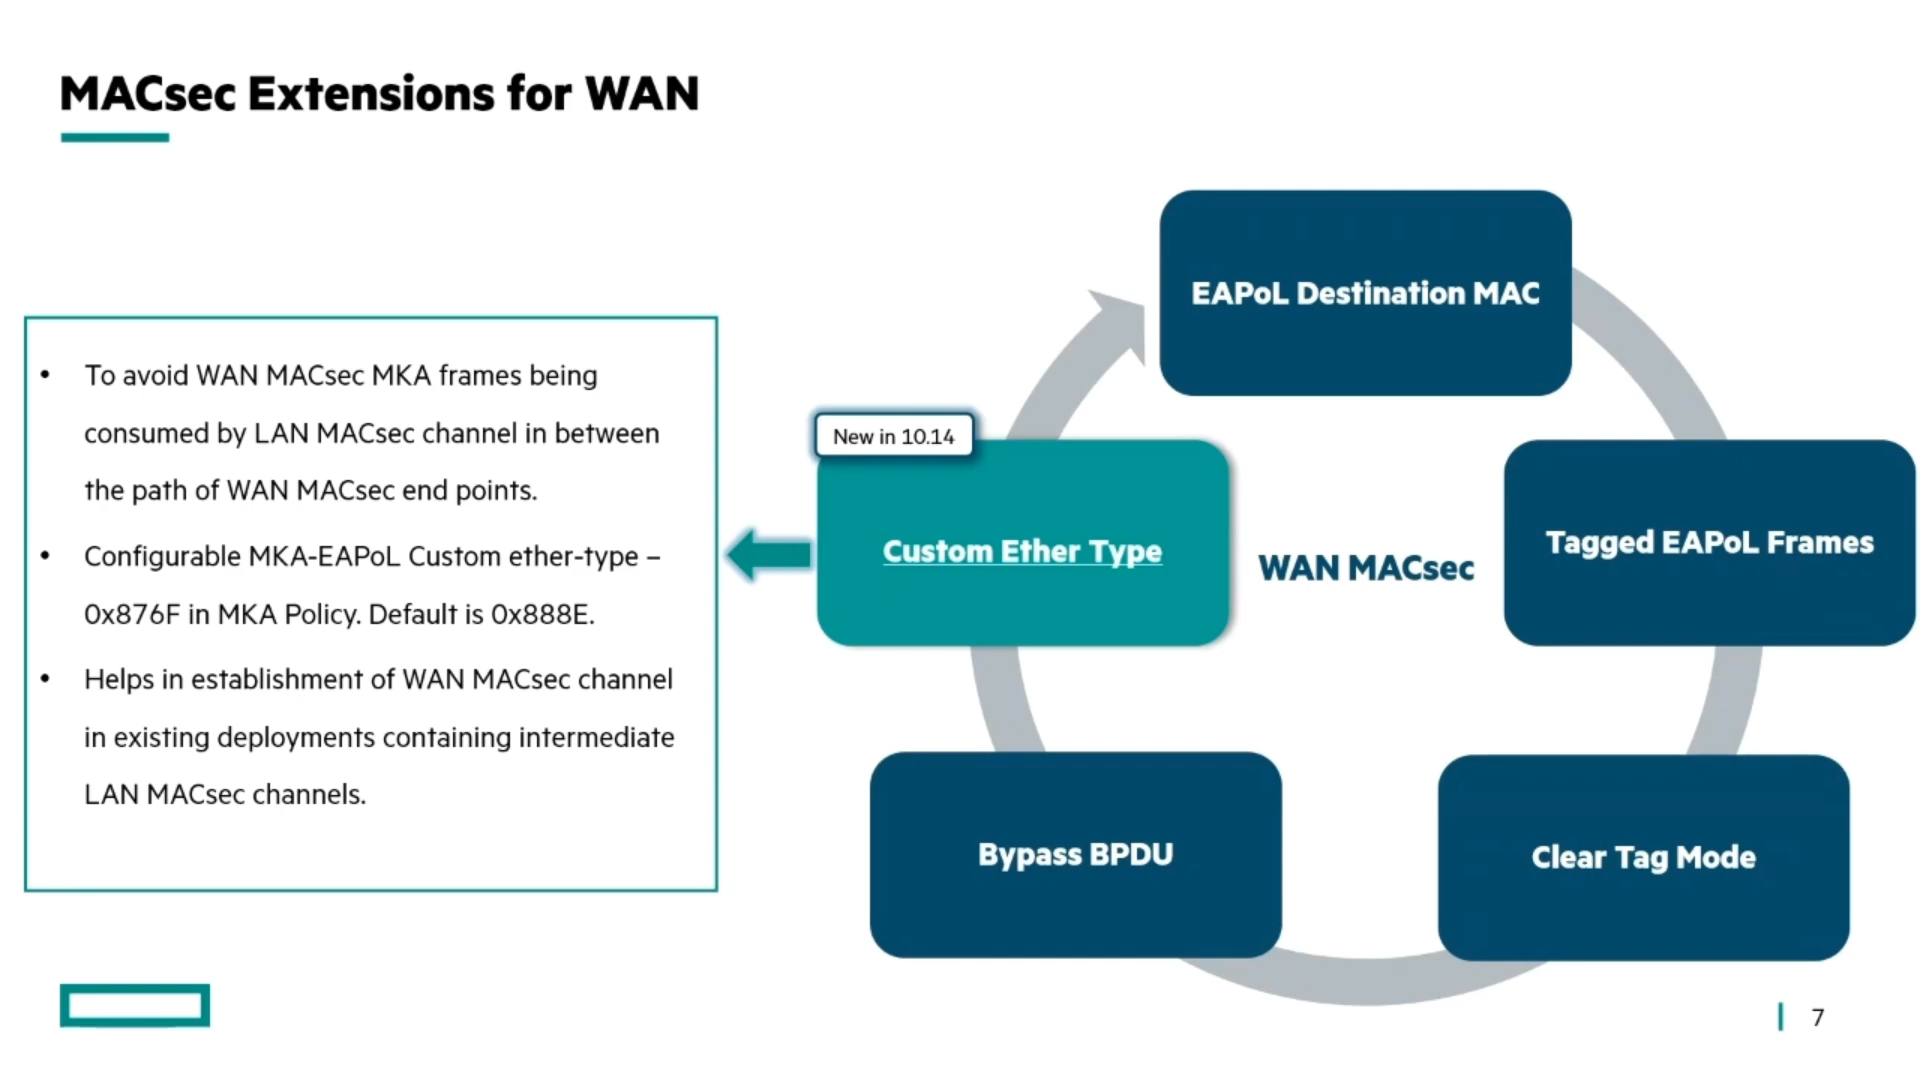 MACsec Extensions for WAN
• To avoid WAN MACsec MKA frames being
consumed by LAN MACsec channel in between
the path of WAN MACsec end points.
• Configurable MKA-EAPoL Custom ether-type –
0x876F in MKA Policy. Default is 0x888E.
• Helps in establishment of WAN MACsec channel
in existing deployments containing intermediate
LAN MACsec channels.
EAPoL Destination MAC
New in 10.14
Custom Ether Type
WAN MACsec
Tagged EAPoL Frames
Bypass BPDU
Clear Tag Mode
7